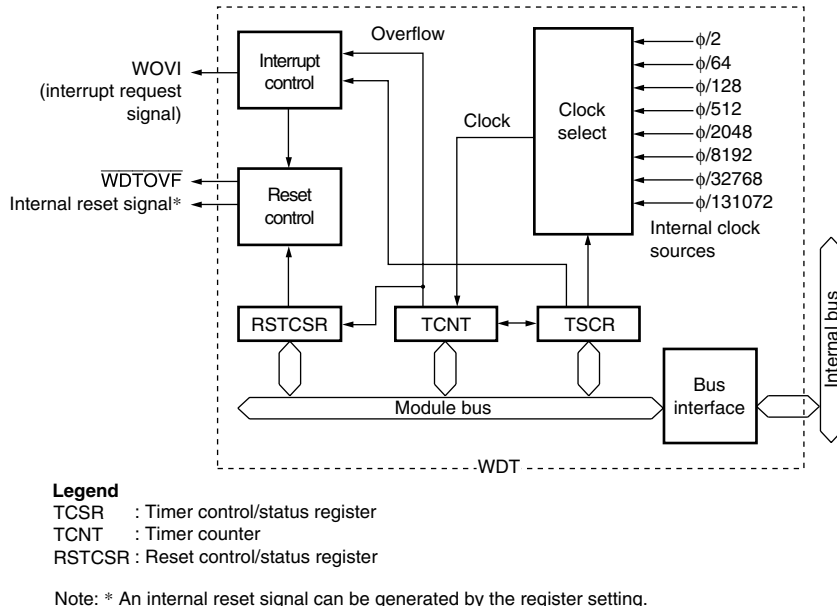 Overflow
WOVI
(interrupt request
signal)
Interrupt
control
Clock
Clock
select
ϕ/2
ϕ/64
ϕ/128
ϕ/512
ϕ/2048
ϕ/8192
ϕ/32768
ϕ/131072
Internal clock
sources
WDTOVF
Internal reset signal*
Reset
control
RSTCSR
TCNT
TSCR
Module bus
Bus
interface
Internal bus
WDT
Legend
TCSR : Timer control/status register
TCNT : Timer counter
RSTCSR : Reset control/status register
Note: * An internal reset signal can be generated by the register setting.